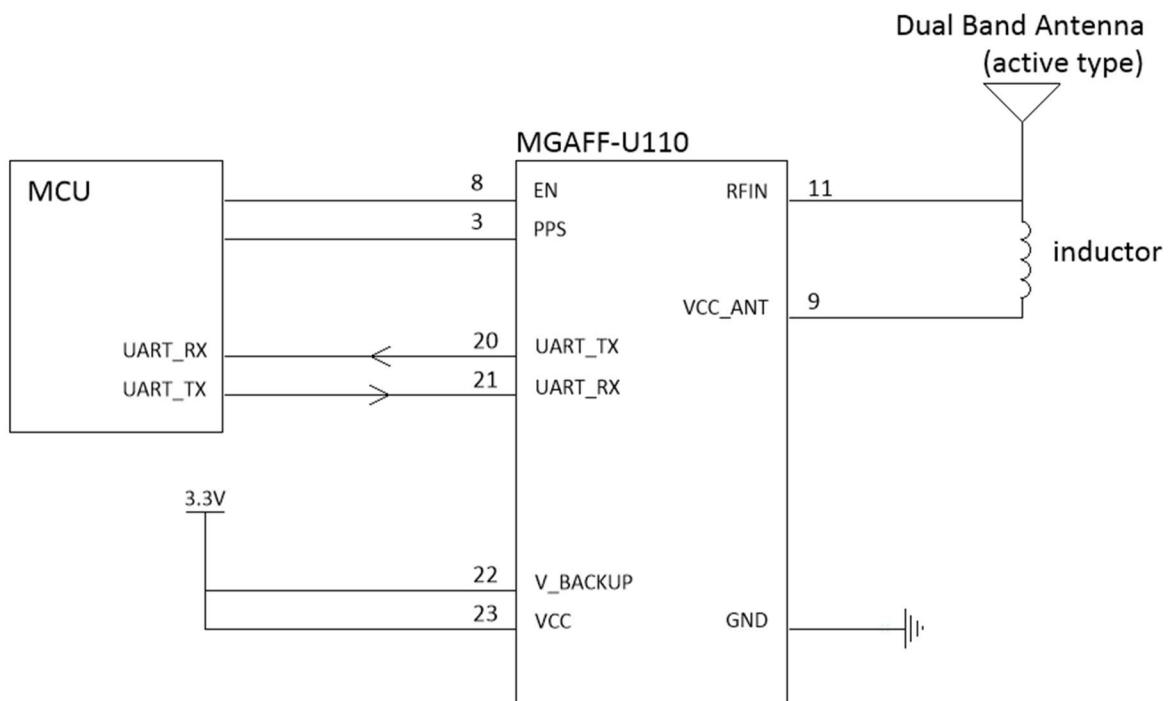 Dual Band Antenna
(active type)
MGAFF-U110
MCU
8
EN
RFIN
11
3
PPS
inductor
VCC_ANT
9
UART_RX
20
UART_TX
UART_TX
21
UART_RX
3.3V
22
V_BACKUP
23
VCC
GND